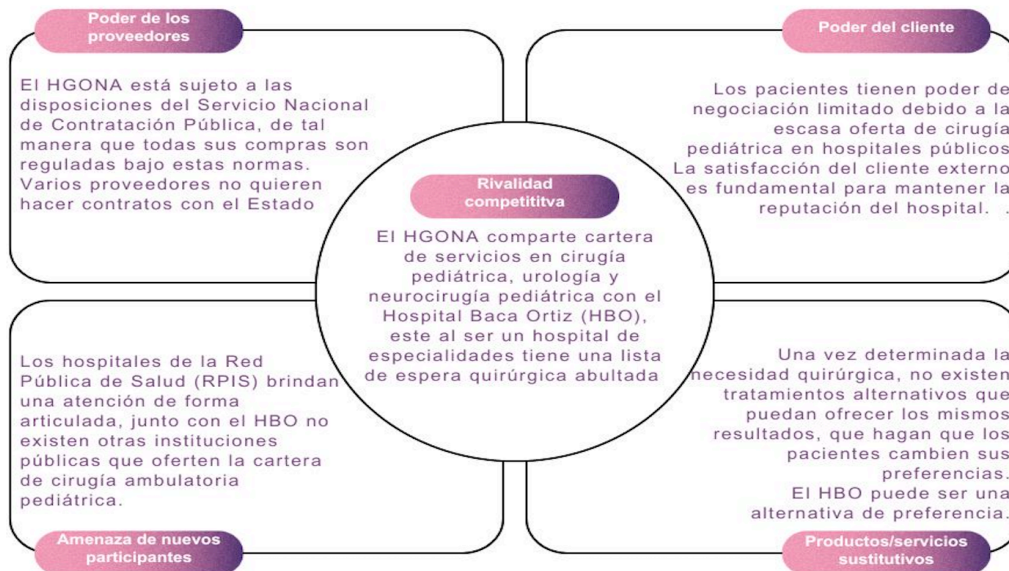 Poder de los
proveedores
El HGONA está sujeto a las
disposiciones del Servicio Nacional
de Contratación Pública, de tal
manera que todas sus compras son
reguladas bajo estas normas.
Varios proveedores no quieren
hacer contratos con el Estado
Poder del cliente
Los pacientes tienen poder de
negociación limitado debido a la
escasa oferta de cirugía
pediátrica en hospitales públicos
La satisfacción del cliente externo
es fundamental para mantener la
reputación del hospital. .
Rivalidad
competititva
El HGONA comparte cartera
de servicios en cirugía
pediátrica, urología y
neurocirugía pediátrica con el
Hospital Baca Ortiz (HBO),
este al ser un hospital de
especialidades tiene una lista
de espera quirúrgica abultada
Los hospitales de la Red
Pública de Salud (RPIS) brindan
una atención de forma
articulada, junto con el HBO no
existen otras instituciones
públicas que oferten la cartera
de cirugía ambulatoria
pediátrica.
Amenaza de nuevos
participantes
Una vez determinada la
necesidad quirúrgica, no existen
tratamientos alternativos que
puedan ofrecer los mismos
resultados, que hagan que los
pacientes cambien sus
preferencias.
El HBO puede ser una
alternativa de preferencia.
Productos/servicios
sustitutivos